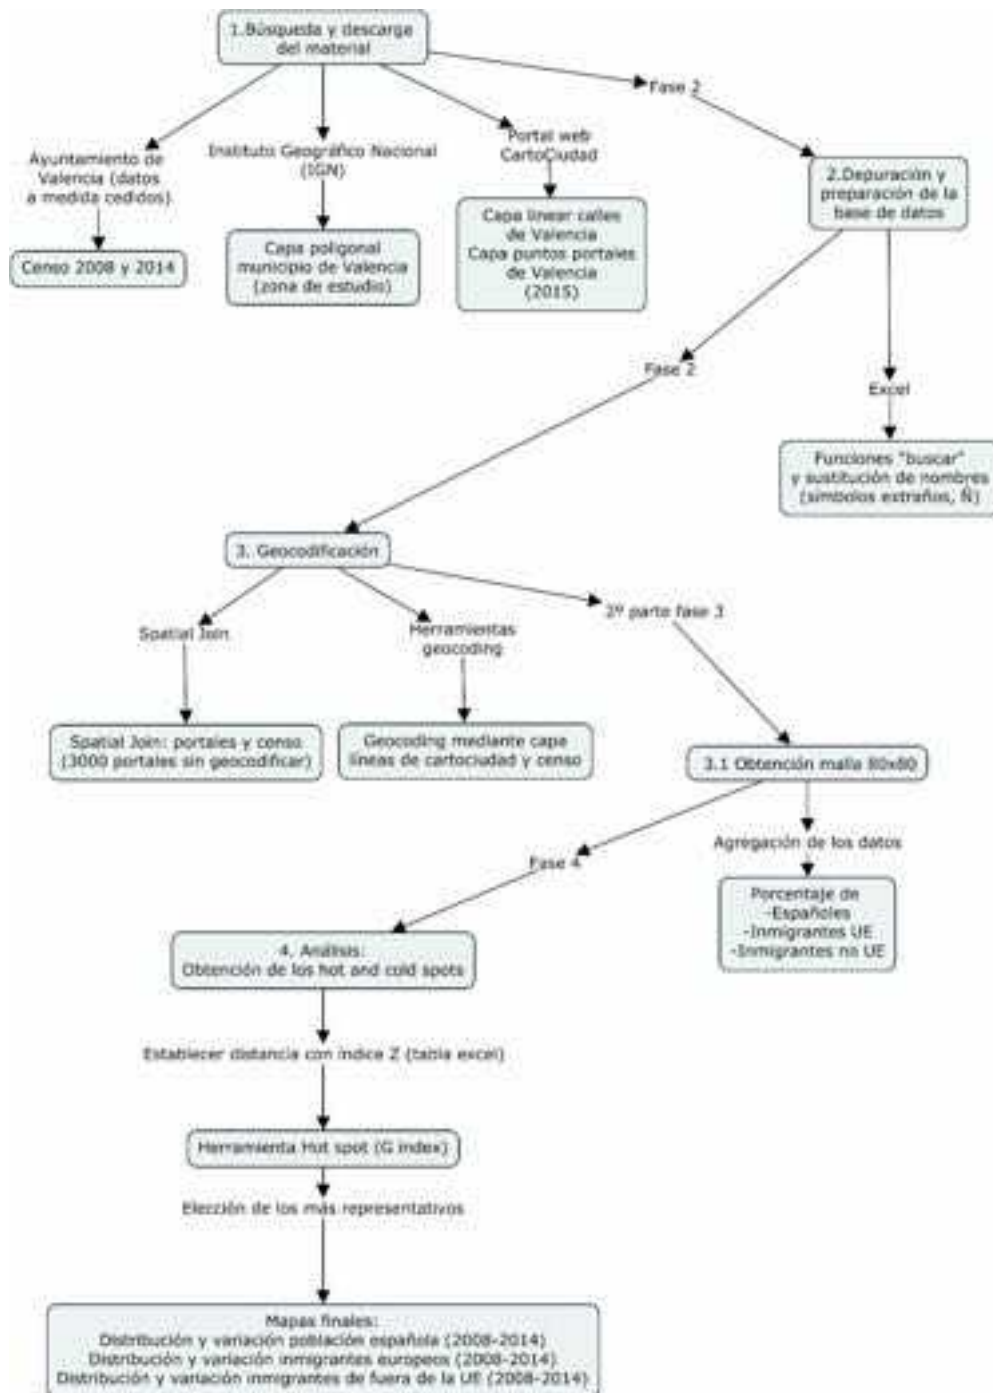 1.Búsqueda y descarga
del material
Fase 2
Ayuntamiento de
Valencia (datos
a medida cedidos)
Instituto Geográfico Nacional
(IGN)
Portal web
CartoCiudad
Censo 2008 y 2014
Capa poligonal
municipio de Valencia
(zona de estudio)
Capa linear calles
de Valencia
Capa puntos portales
de Valencia
(2015)
2.Depuración y
preparación de la
base de datos
Fase 2
Excel
Funciones "buscar"
y sustitución de nombres
(símbolos extraños, Ñ)
3. Geocodificación
Spatial Join
Herramientas
geocoding
2º parte fase 3
Spatial Join: portales y censo
(3000 portales sin geocodificar)
Geocoding mediante capa
líneas de cartociudad y censo
3.1 Obtención malla 80x80
Agregación de los datos
Porcentaje de
-Españoles
-Inmigrantes UE
-Inmigrantes no UE
Fase 4
4. Análisis:
Obtención de los hot and cold spots
Establecer distancia con índice Z (tabla excel)
Herramienta Hot spot (G index)
Elección de los más representativos
Mapas finales:
Distribución y variación población española (2008-2014)
Distribución y variación inmigrantes europeos (2008-2014)
Distribución y variación inmigrantes de fuera de la UE (2008-2014)